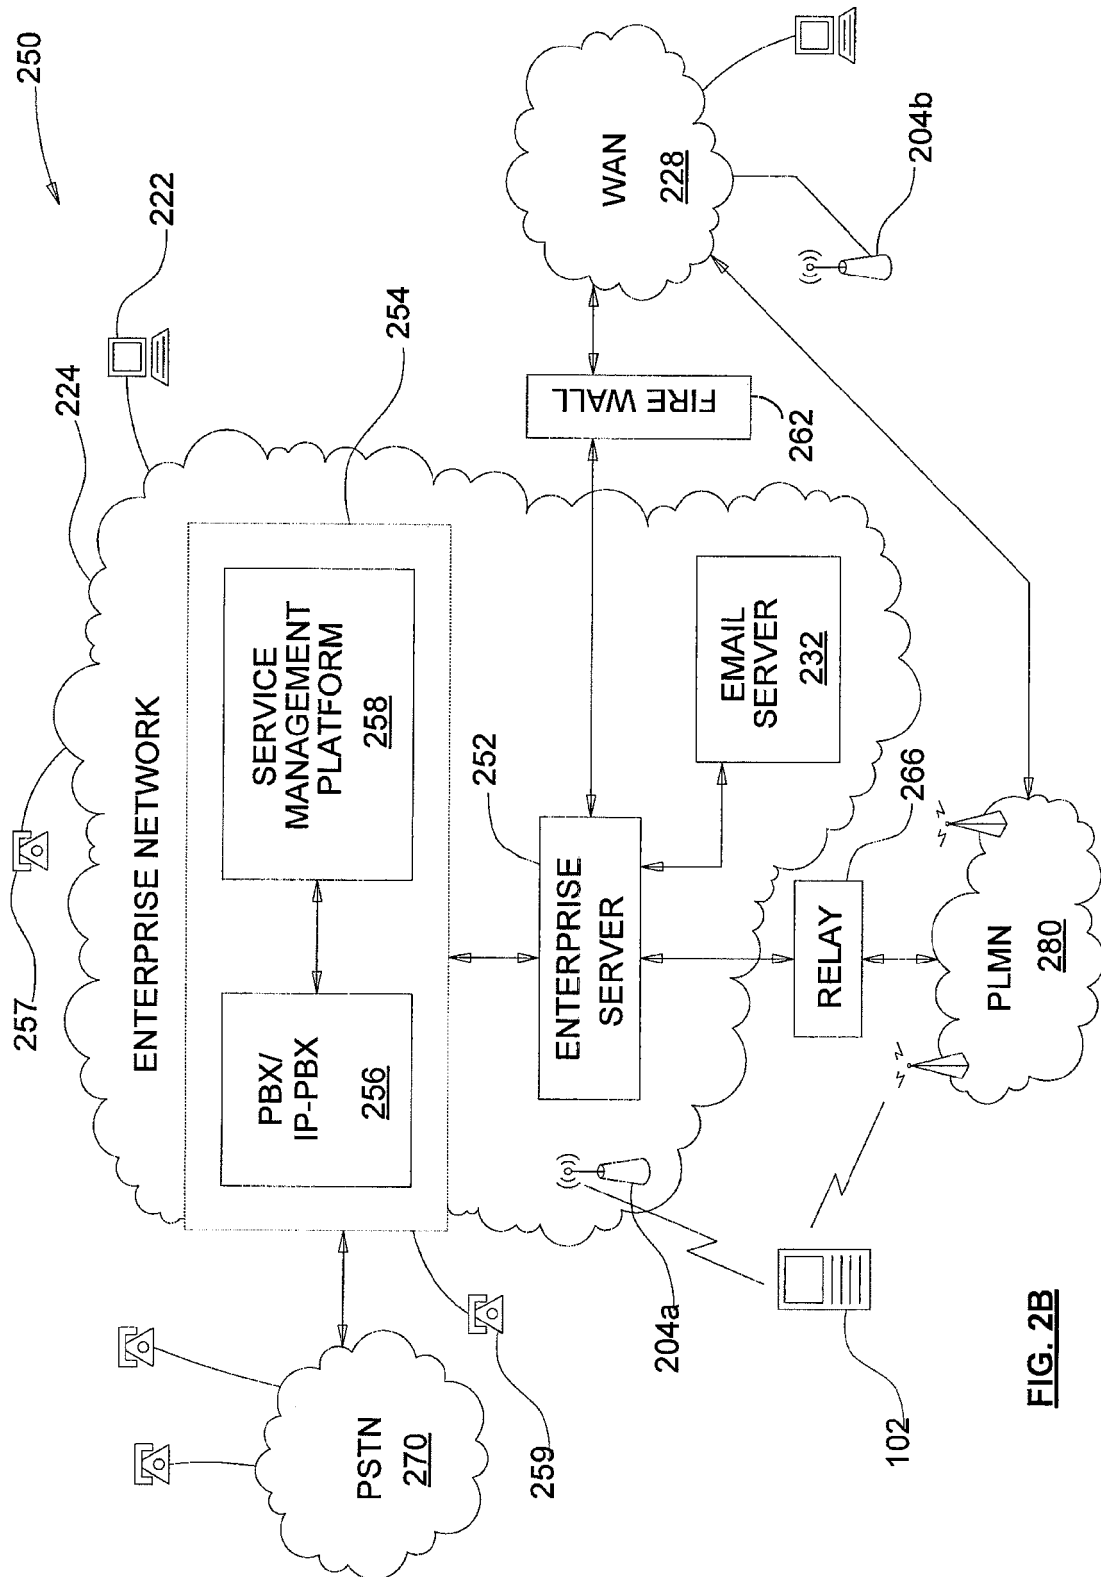 250
222
224
254
257
ENTERPRISE NETWORK
SERVICE
MANAGEMENT
PLATFORM
258
PBX/
IP-PBX
256
252
ENTERPRISE
SERVER
EMAIL
SERVER
232
FIRE WALL
262
WAN
228
204b
266
RELAY
PLMN
280
PSTN
270
259
204a
102
FIG. 2B